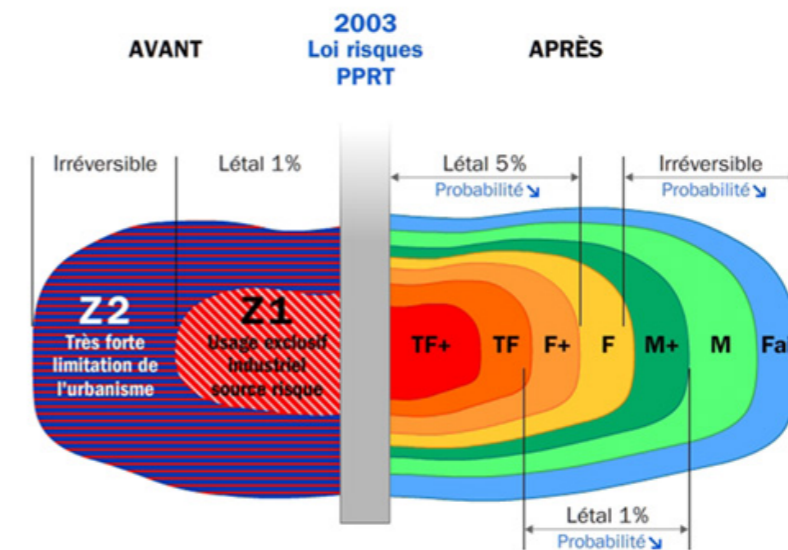 AVANT
2003
Loi risques
PPRT
APRÈS
Irréversible
Létal 1%
Létal 5%
Probabilité ↘
Irréversible
Probabilité ↘
Z2
Très forte
limitation de
l'urbanisme
Z1
Usage exclusif
industriel
source risque
TF+ TF F+ F M+ M Fai
Létal 1%
Probabilité ↘